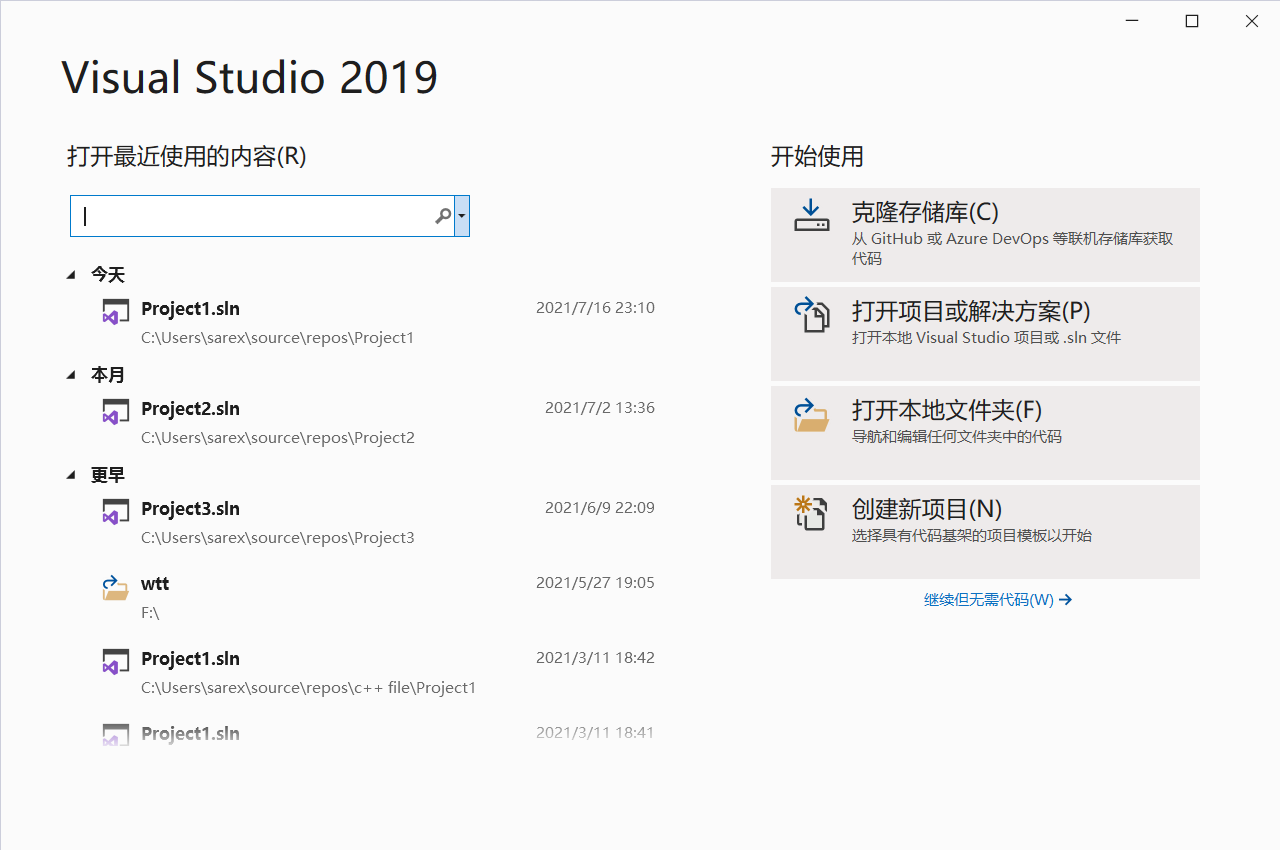 Visual Studio 2019
打开最近使用的内容(R)
今天
Project1.sln 2021/7/16 23:10
C:\Users\sarex\source\repos\Project1
本月
Project2.sln 2021/7/2 13:36
C:\Users\sarex\source\repos\Project2
更早
Project3.sln 2021/6/9 22:09
C:\Users\sarex\source\repos\Project3
wtt 2021/5/27 19:05
F:\
Project1.sln 2021/3/11 18:42
C:\Users\sarex\source\repos\c++ file\Project1
Project1.sln 2021/3/11 18:41
开始使用
克隆存储库(C)
从 GitHub 或 Azure DevOps 等联机存储库获取
代码
打开项目或解决方案(P)
打开本地 Visual Studio 项目或 .sln 文件
打开本地文件夹(F)
导航和编辑任何文件夹中的代码
创建新项目(N)
选择具有代码基架的项目模板以开始
继续但无需代码(W)